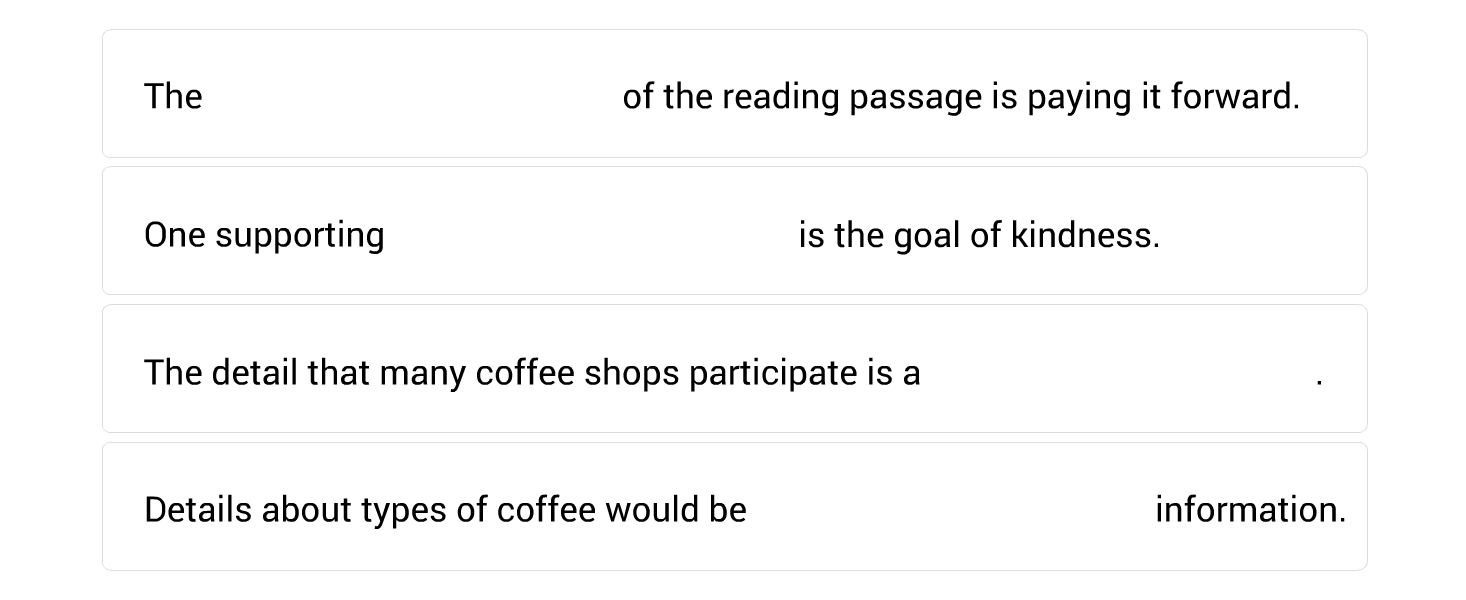 The of the reading passage is paying it forward.
One supporting is the goal of kindness.
The detail that many coffee shops participate is a .
Details about types of coffee would be information.